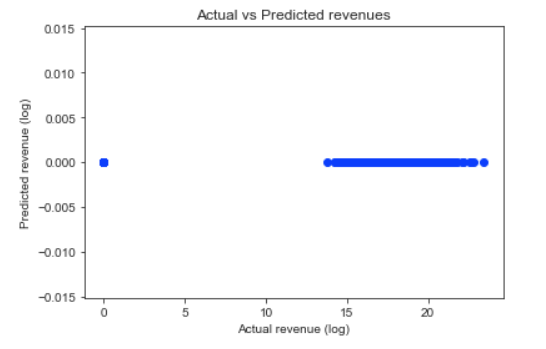 Actual vs Predicted revenues
0.015
0.010
0.005
0.000
−0.005
−0.010
−0.015
Predicted revenue (log)
0 5 10 15 20
Actual revenue (log)